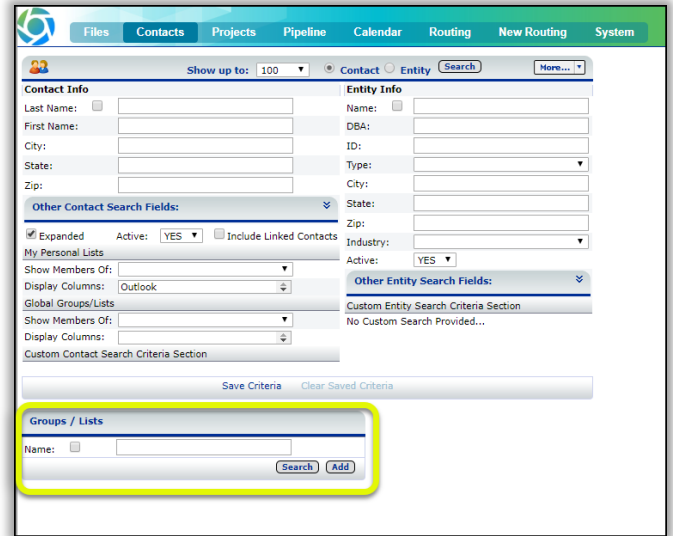 Files Contacts Projects Pipeline Calendar Routing New Routing System
Show up to: 100 Contact Entity Search More...
Contact Info
Last Name:
First Name:
City:
State:
Zip:
Other Contact Search Fields:
Expanded Active: YES Include Linked Contacts
My Personal Lists
Show Members Of:
Display Columns: Outlook
Global Groups/Lists
Show Members Of:
Display Columns:
Custom Contact Search Criteria Section
Entity Info
Name:
DBA:
ID:
Type:
City:
State:
Zip:
Industry:
Active: YES
Other Entity Search Fields:
Custom Entity Search Criteria Section
No Custom Search Provided...
Save Criteria Clear Saved Criteria
Groups / Lists
Name:
Search Add